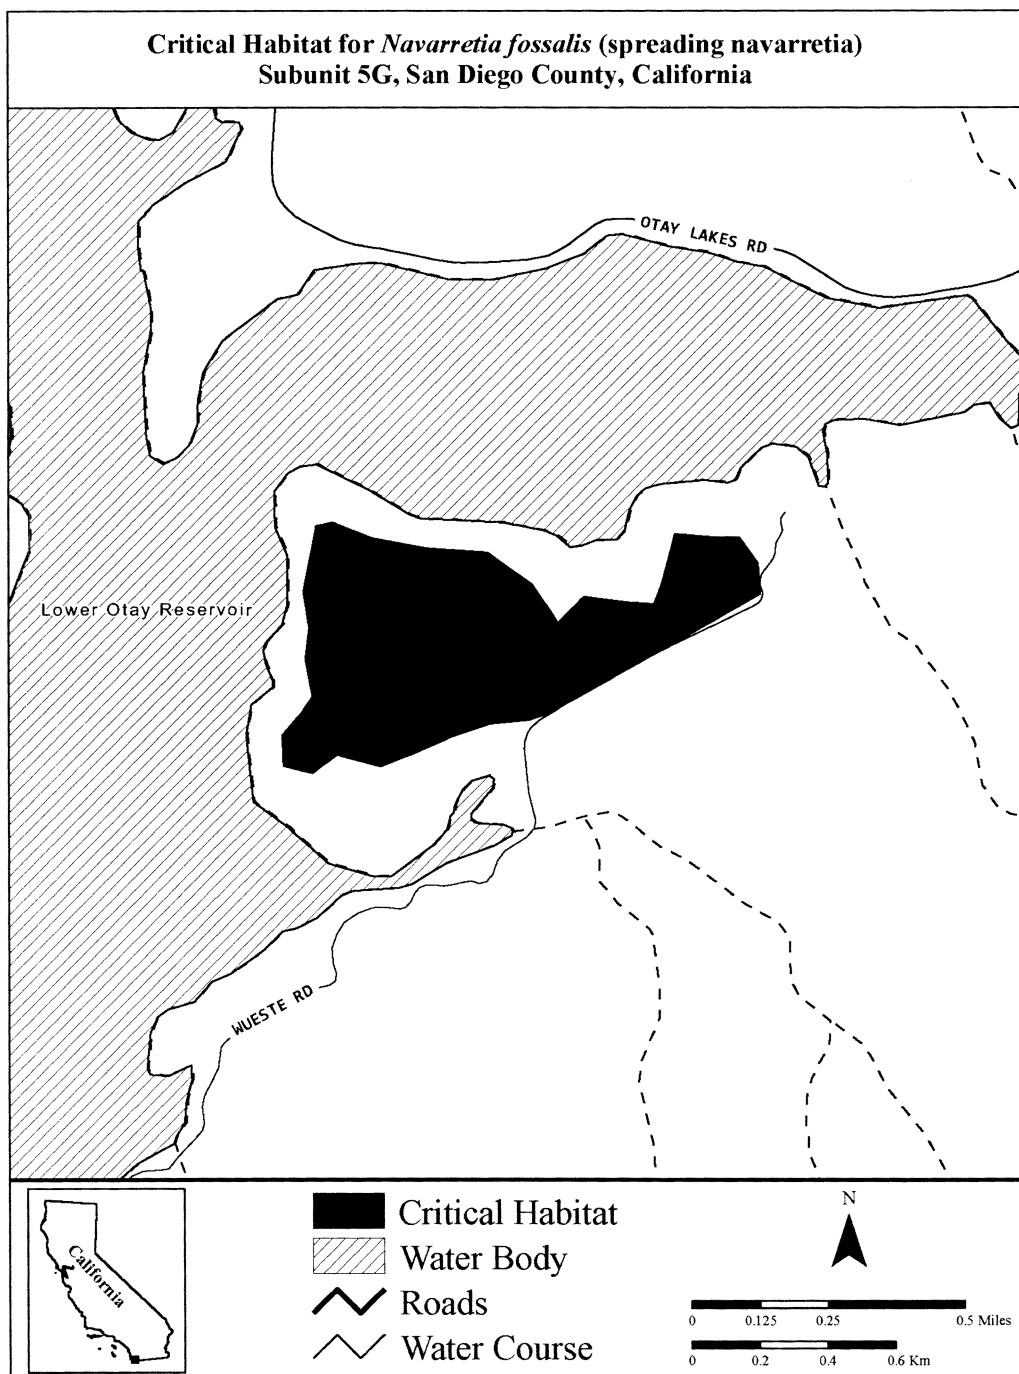 Critical Habitat for Navarretia fossalis (spreading navarretia)
Subunit 5G, San Diego County, California
OTAY LAKES RD
Lower Otay Reservoir
WUESTE RD
California
Critical Habitat
Water Body
Roads
Water Course
N
0 0.125 0.25 0.5 Miles
0 0.2 0.4 0.6 Km